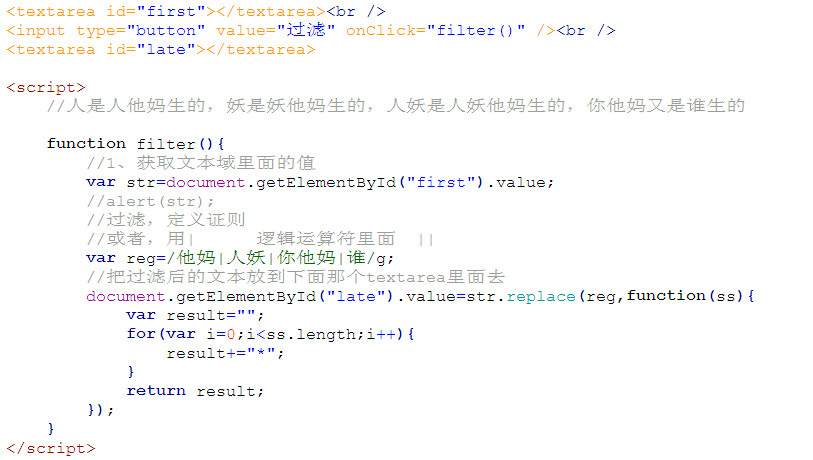 <textarea id="first"></textarea><br />
<input type="button" value="过滤" onClick="filter()" /><br />
<textarea id="late"></textarea>
<script>
//人是人他妈生的，妖是妖他妈生的，人妖是人妖他妈生的，你他妈又是谁生的
function filter(){
//1、获取文本域里面的值
var str=document.getElementById("first").value;
//alert(str);
//过滤，定义证则
//或者，用| 逻辑运算符里面 ||
var reg=/他妈|人妖|你他妈|谁/g;
//把过滤后的文本放到下面那个textarea里面去
document.getElementById("late").value=str.replace(reg,function(ss){
var result="";
for(var i=0;i<ss.length;i++){
result+="*";
}
return result;
});
}
</script>